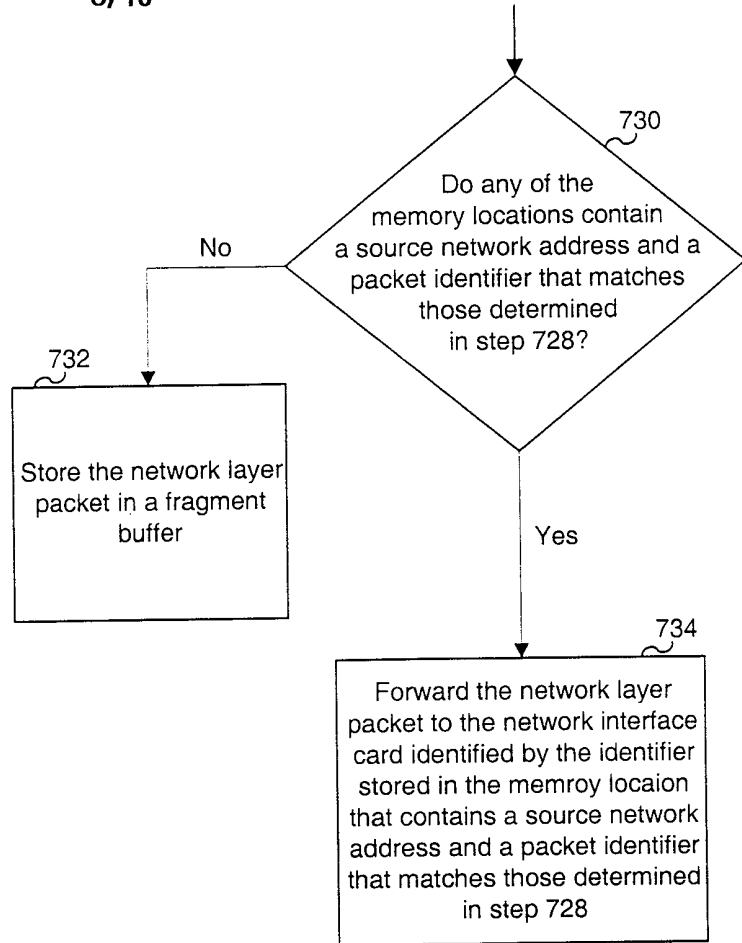 730
Do any of the
memory locations contain
a source network address and a
packet identifier that matches
those determined
in step 728?
No
732
Store the network layer
packet in a fragment
buffer
Yes
734
Forward the network layer
packet to the network interface
card identified by the identifier
stored in the memroy locaion
that contains a source network
address and a packet identifier
that matches those determined
in step 728